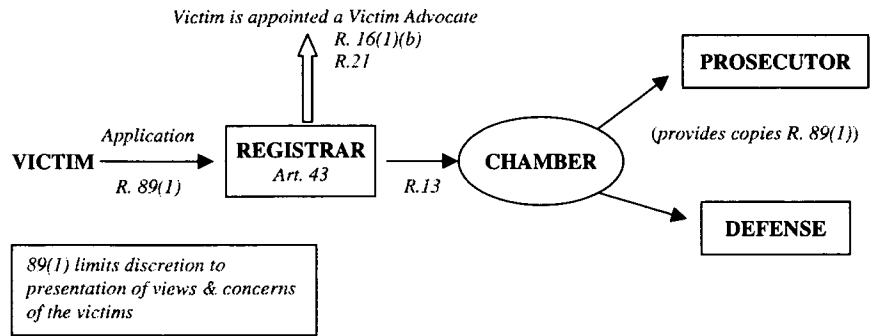 Victim is appointed a Victim Advocate
R. 16(1)(b)
R.21
PROSECUTOR
Application
(provides copies R. 89(1))
VICTIM
REGISTRAR
Art. 43
CHAMBER
R. 89(1)
R.13
DEFENSE
89(1) limits discretion to
presentation of views & concerns
of the victims